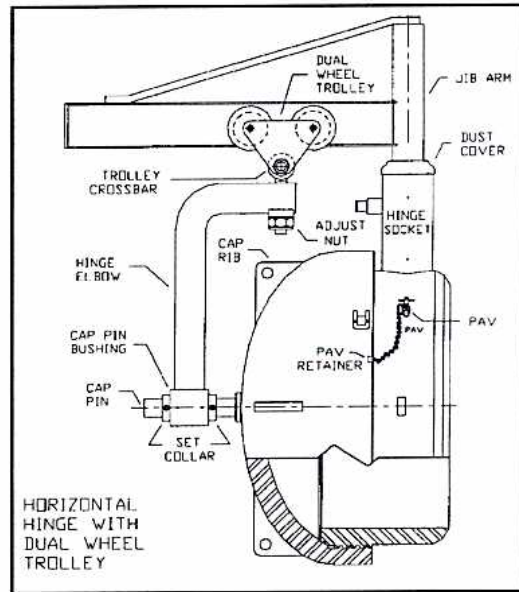 DUAL
WHEEL
TROLLEY
JIB ARM
DUST
COVER
TROLLEY
CROSSBAR
HINGE
SOCKET
ADJUST
NUT
CAP
RIB
HINGE
ELBOW
PAV
PAV
PAV
RETAINER
CAP PIN
BUSHING
CAP
PIN
SET
COLLAR
HORIZONTAL
HINGE WITH
DUAL WHEEL
TROLLEY